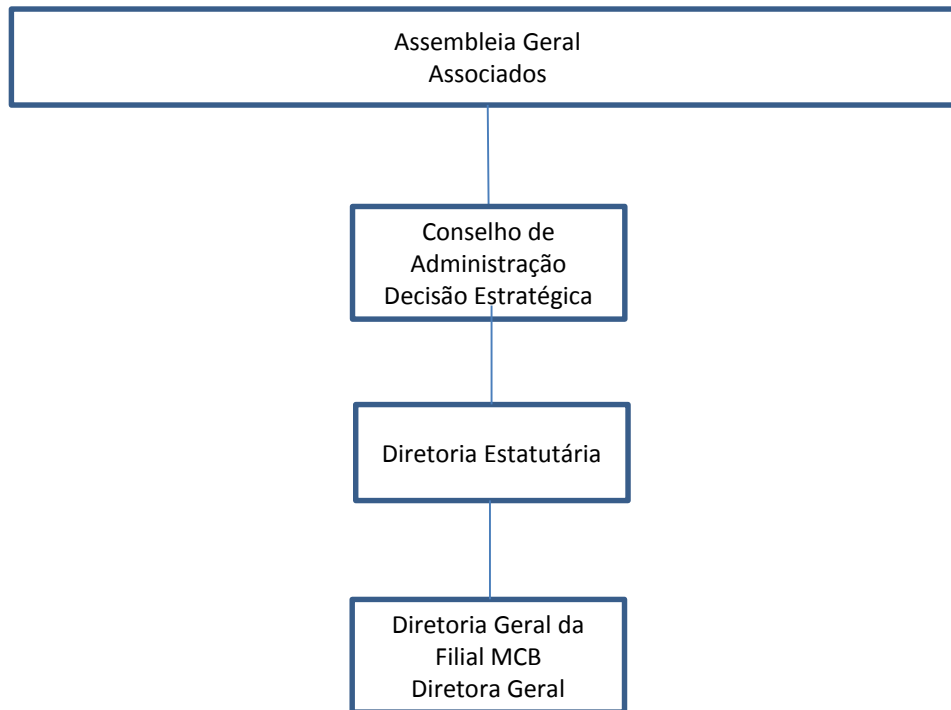 Assembleia Geral
Associados
Conselho de
Administração
Decisão Estratégica
Diretoria Estatutária
Diretoria Geral da
Filial MCB
Diretora Geral